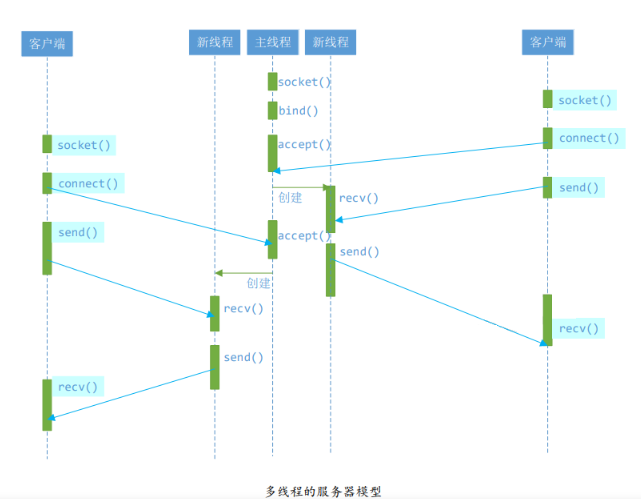 客户端
新线程
主线程
新线程
客户端
socket()
socket()
bind()
socket()
accept()
connect()
connect()
创建
recv()
send()
send()
accept()
send()
创建
recv()
recv()
send()
recv()
多线程的服务器模型